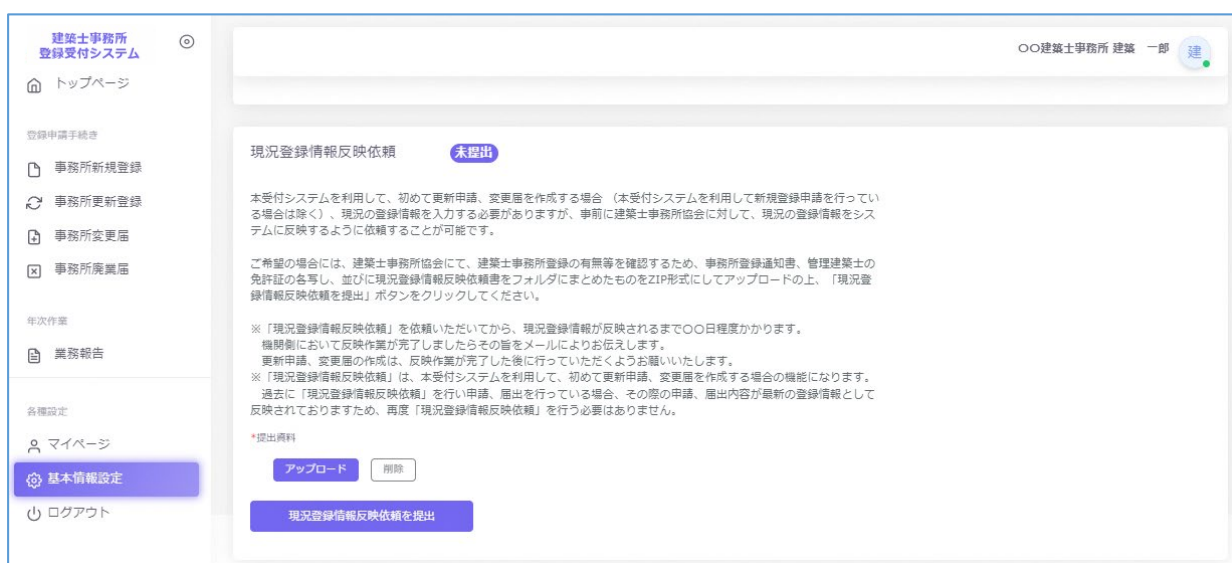 建築士事務所
登録受付システム
トップページ
登録申請手続き
事務所新規登録
事務所更新登録
事務所変更届
事務所廃業届
年次作業
業務報告
各種設定
マイページ
基本情報設定
ログアウト
〇〇建築士事務所 建築 一郎
建
現況登録情報反映依頼
未提出
本受付システムを利用して、初めて更新申請、変更届を作成する場合 （本受付システムを利用して新規登録申請を行ってい
る場合は除く）、現況の登録情報を入力する必要がありますが、事前に建築士事務所協会に対して、現況の登録情報をシス
テムに反映するように依頼することが可能です。
ご希望の場合には、建築士事務所協会にて、建築士事務所登録の有無等を確認するため、事務所登録通知書、管理建築士の
免許証の各写し、並びに現況登録情報反映依頼書をフォルダにまとめたものをZIP形式にしてアップロードの上、「現況登
録情報反映依頼を提出」ボタンをクリックしてください。
※「現況登録情報反映依頼」を依頼いただいてから、現況登録情報が反映されるまで〇〇日程度かかります。
機関側において反映作業が完了しましたらその旨をメールによりお伝えします。
更新申請、変更届の作成は、反映作業が完了した後に行っていただくようお願いいたします。
※「現況登録情報反映依頼」は、本受付システムを利用して、初めて更新申請、変更届を作成する場合の機能になります。
過去に「現況登録情報反映依頼」を行い申請、届出を行っている場合、その際の申請、届出内容が最新の登録情報として
反映されておりますため、再度「現況登録情報反映依頼」を行う必要はありません。
*提出資料
アップロード
削除
現況登録情報反映依頼を提出